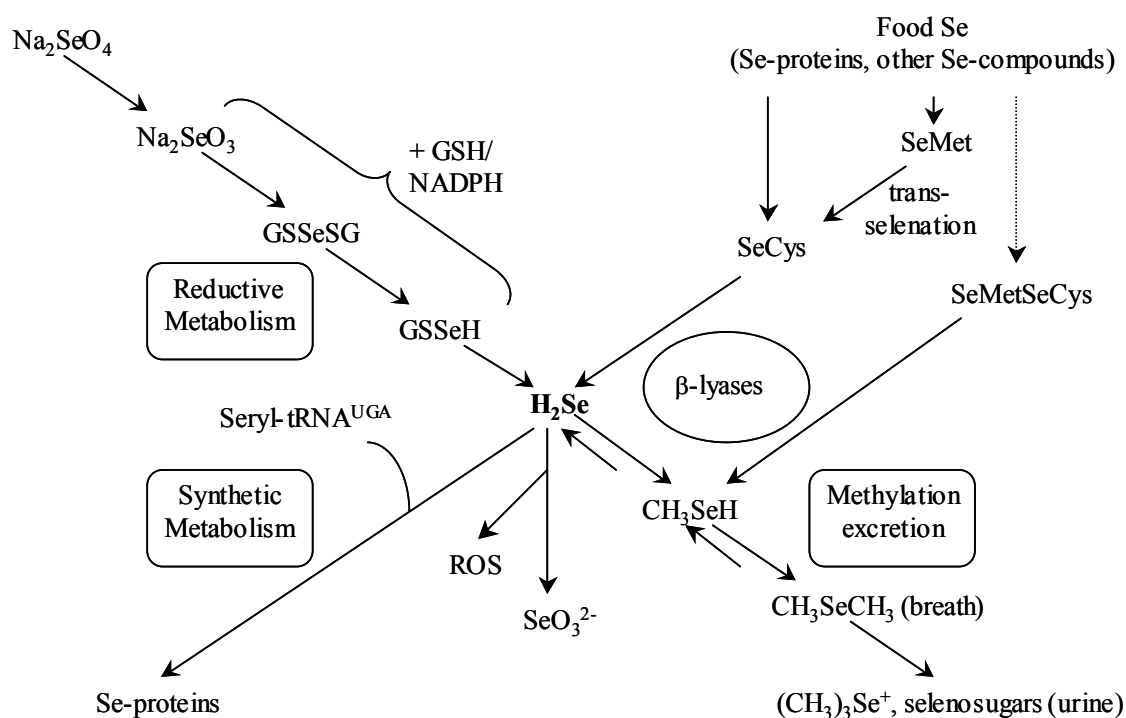 Na₂SeO₄
Food Se
(Se-proteins, other Se-compounds)
Na₂SeO₃
+ GSH/
NADPH
SeMet
trans-
selenation
GSSeSG
SeCys
Reductive
Metabolism
SeMetSeCys
GSSeH
β-lyases
H₂Se
Seryl-tRNAᵁᴳᴬ
Synthetic
Metabolism
CH₃SeH
Methylation
excretion
ROS
SeO₃²⁻
CH₃SeCH₃ (breath)
Se-proteins
(CH₃)₃Se⁺, selenosugars (urine)